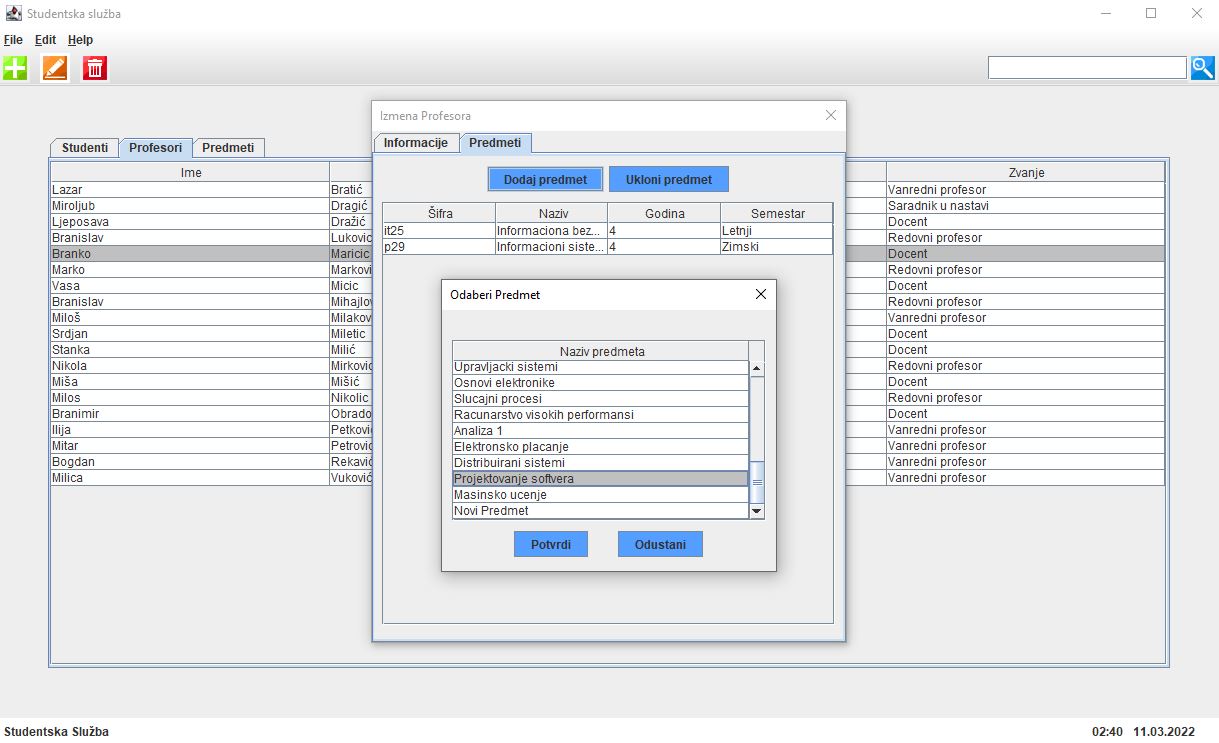 Studentska služba
File Edit Help
Studenti Profesori Predmeti
Ime Zvanje
Lazar Bratić Vanredni profesor
Miroljub Dragić Saradnik u nastavi
Ljeposava Dražić Docent
Branislav Lukovic Redovni profesor
Branko Maricic Docent
Marko Markovi Redovni profesor
Vasa Micic Docent
Branislav Mihajlov Redovni profesor
Miloš Milakov Vanredni profesor
Srdjan Miletic Docent
Stanka Milić Docent
Nikola Mirkovic Redovni profesor
Miša Mišić Docent
Milos Nikolic Redovni profesor
Branimir Obrado Docent
Ilija Petkovi Vanredni profesor
Mitar Petrovic Vanredni profesor
Bogdan Rekavić Vanredni profesor
Milica Vuković Vanredni profesor
Izmena Profesora
Informacije Predmeti
Dodaj predmet Ukloni predmet
Šifra Naziv Godina Semestar
it25 Informaciona bez... 4 Letnji
p29 Informacioni siste... 4 Zimski
Odaberi Predmet
Naziv predmeta
Upravljacki sistemi
Osnovi elektronike
Slucajni procesi
Racunarstvo visokih performansi
Analiza 1
Elektronsko placanje
Distribuirani sistemi
Projektovanje softvera
Masinsko ucenje
Novi Predmet
Potvrdi Odustani
Studentska Služba 02:40 11.03.2022